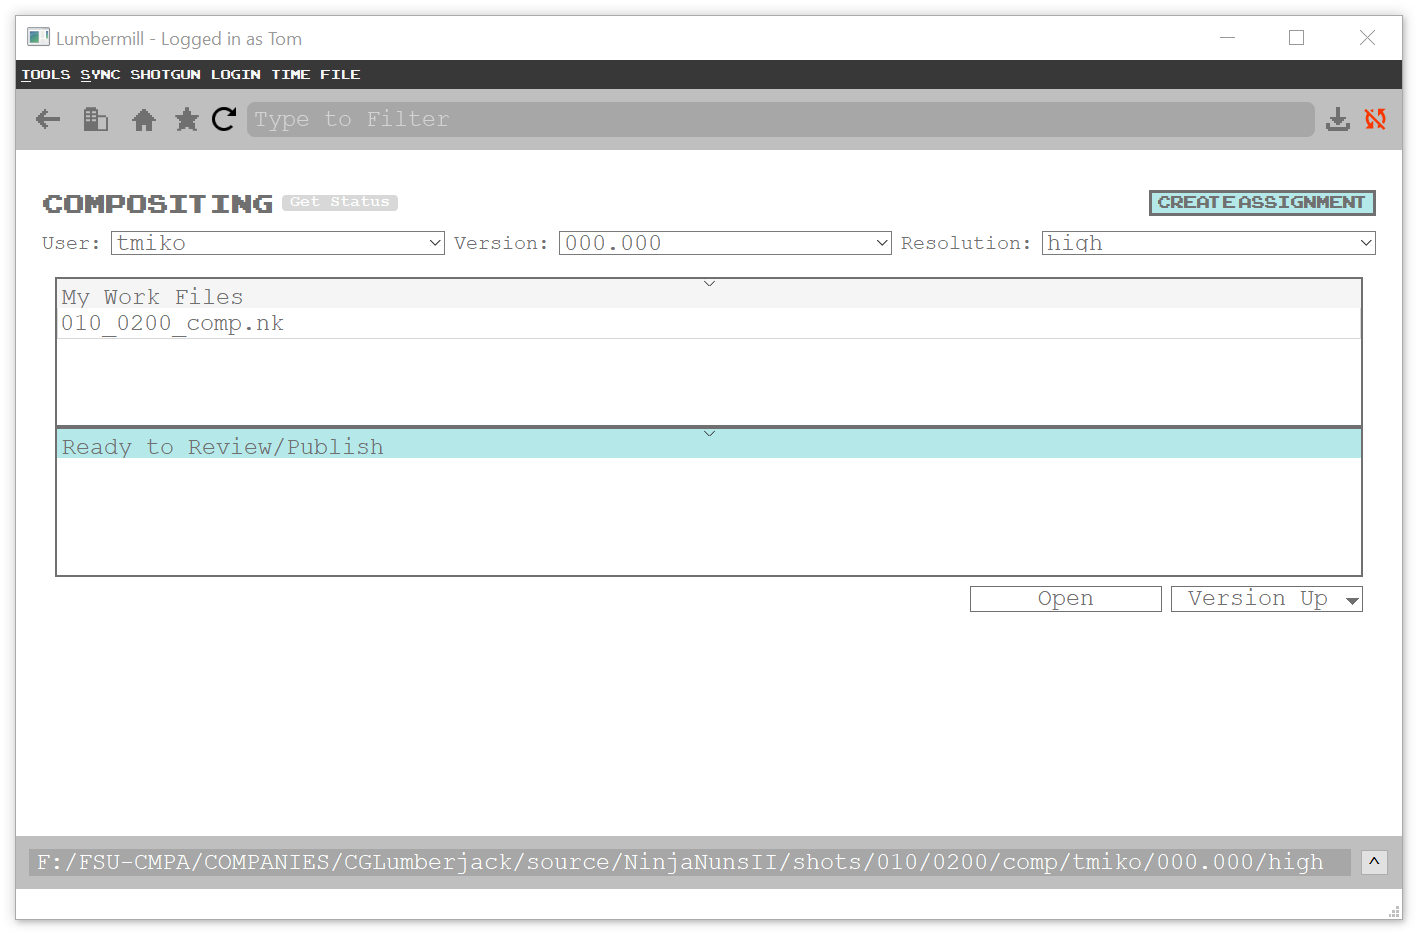 Lumbermill - Logged in as Tom
TOOLS SYNC SHOTGUN LOGIN TIME FILE
Type to Filter
COMPOSITING Get Status CREATE ASSIGNMENT
User: tmiko Version: 000.000 Resolution: high
My Work Files
010_0200_comp.nk
Ready to Review/Publish
Open Version Up
F:/FSU-CMPA/COMPANIES/CGLumberjack/source/NinjaNunsII/shots/010/0200/comp/tmiko/000.000/high ^